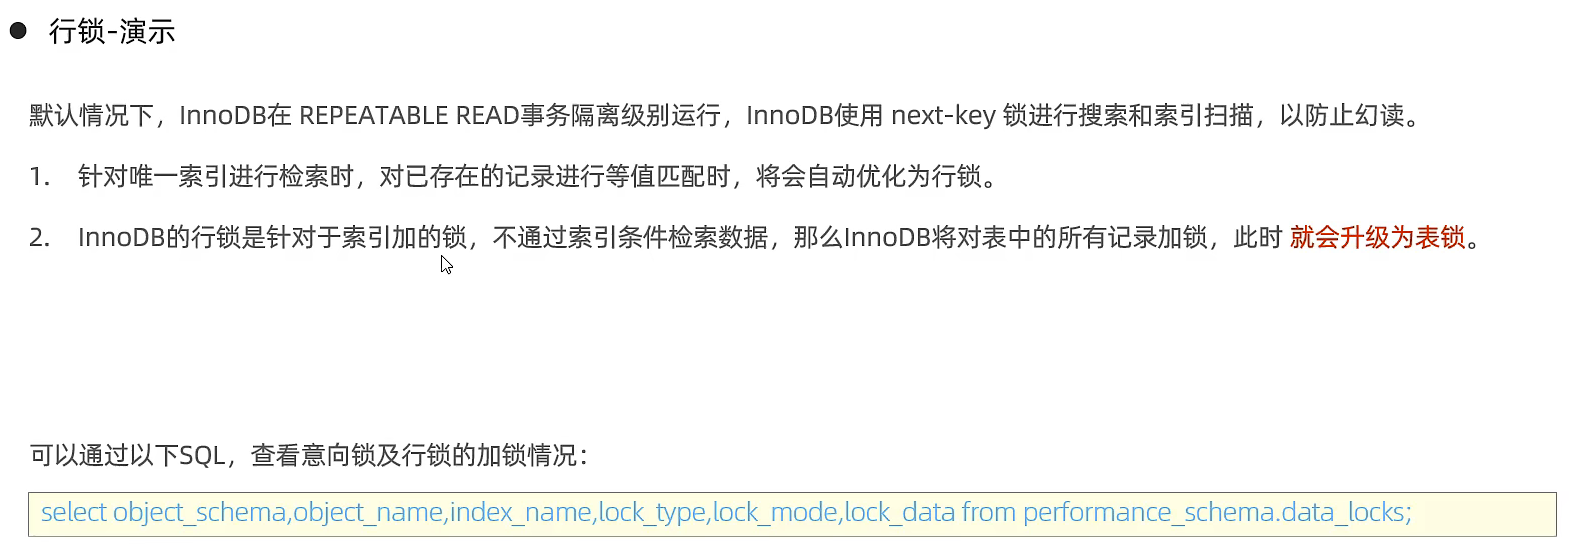 ● 行锁-演示
默认情况下，InnoDB在 REPEATABLE READ事务隔离级别运行，InnoDB使用 next-key 锁进行搜索和索引扫描，以防止幻读。
1. 针对唯一索引进行检索时，对已存在的记录进行等值匹配时，将会自动优化为行锁。
2. InnoDB的行锁是针对于索引加的锁，不通过索引条件检索数据，那么InnoDB将对表中的所有记录加锁，此时 就会升级为表锁。
可以通过以下SQL，查看意向锁及行锁的加锁情况：
select object_schema,object_name,index_name,lock_type,lock_mode,lock_data from performance_schema.data_locks;